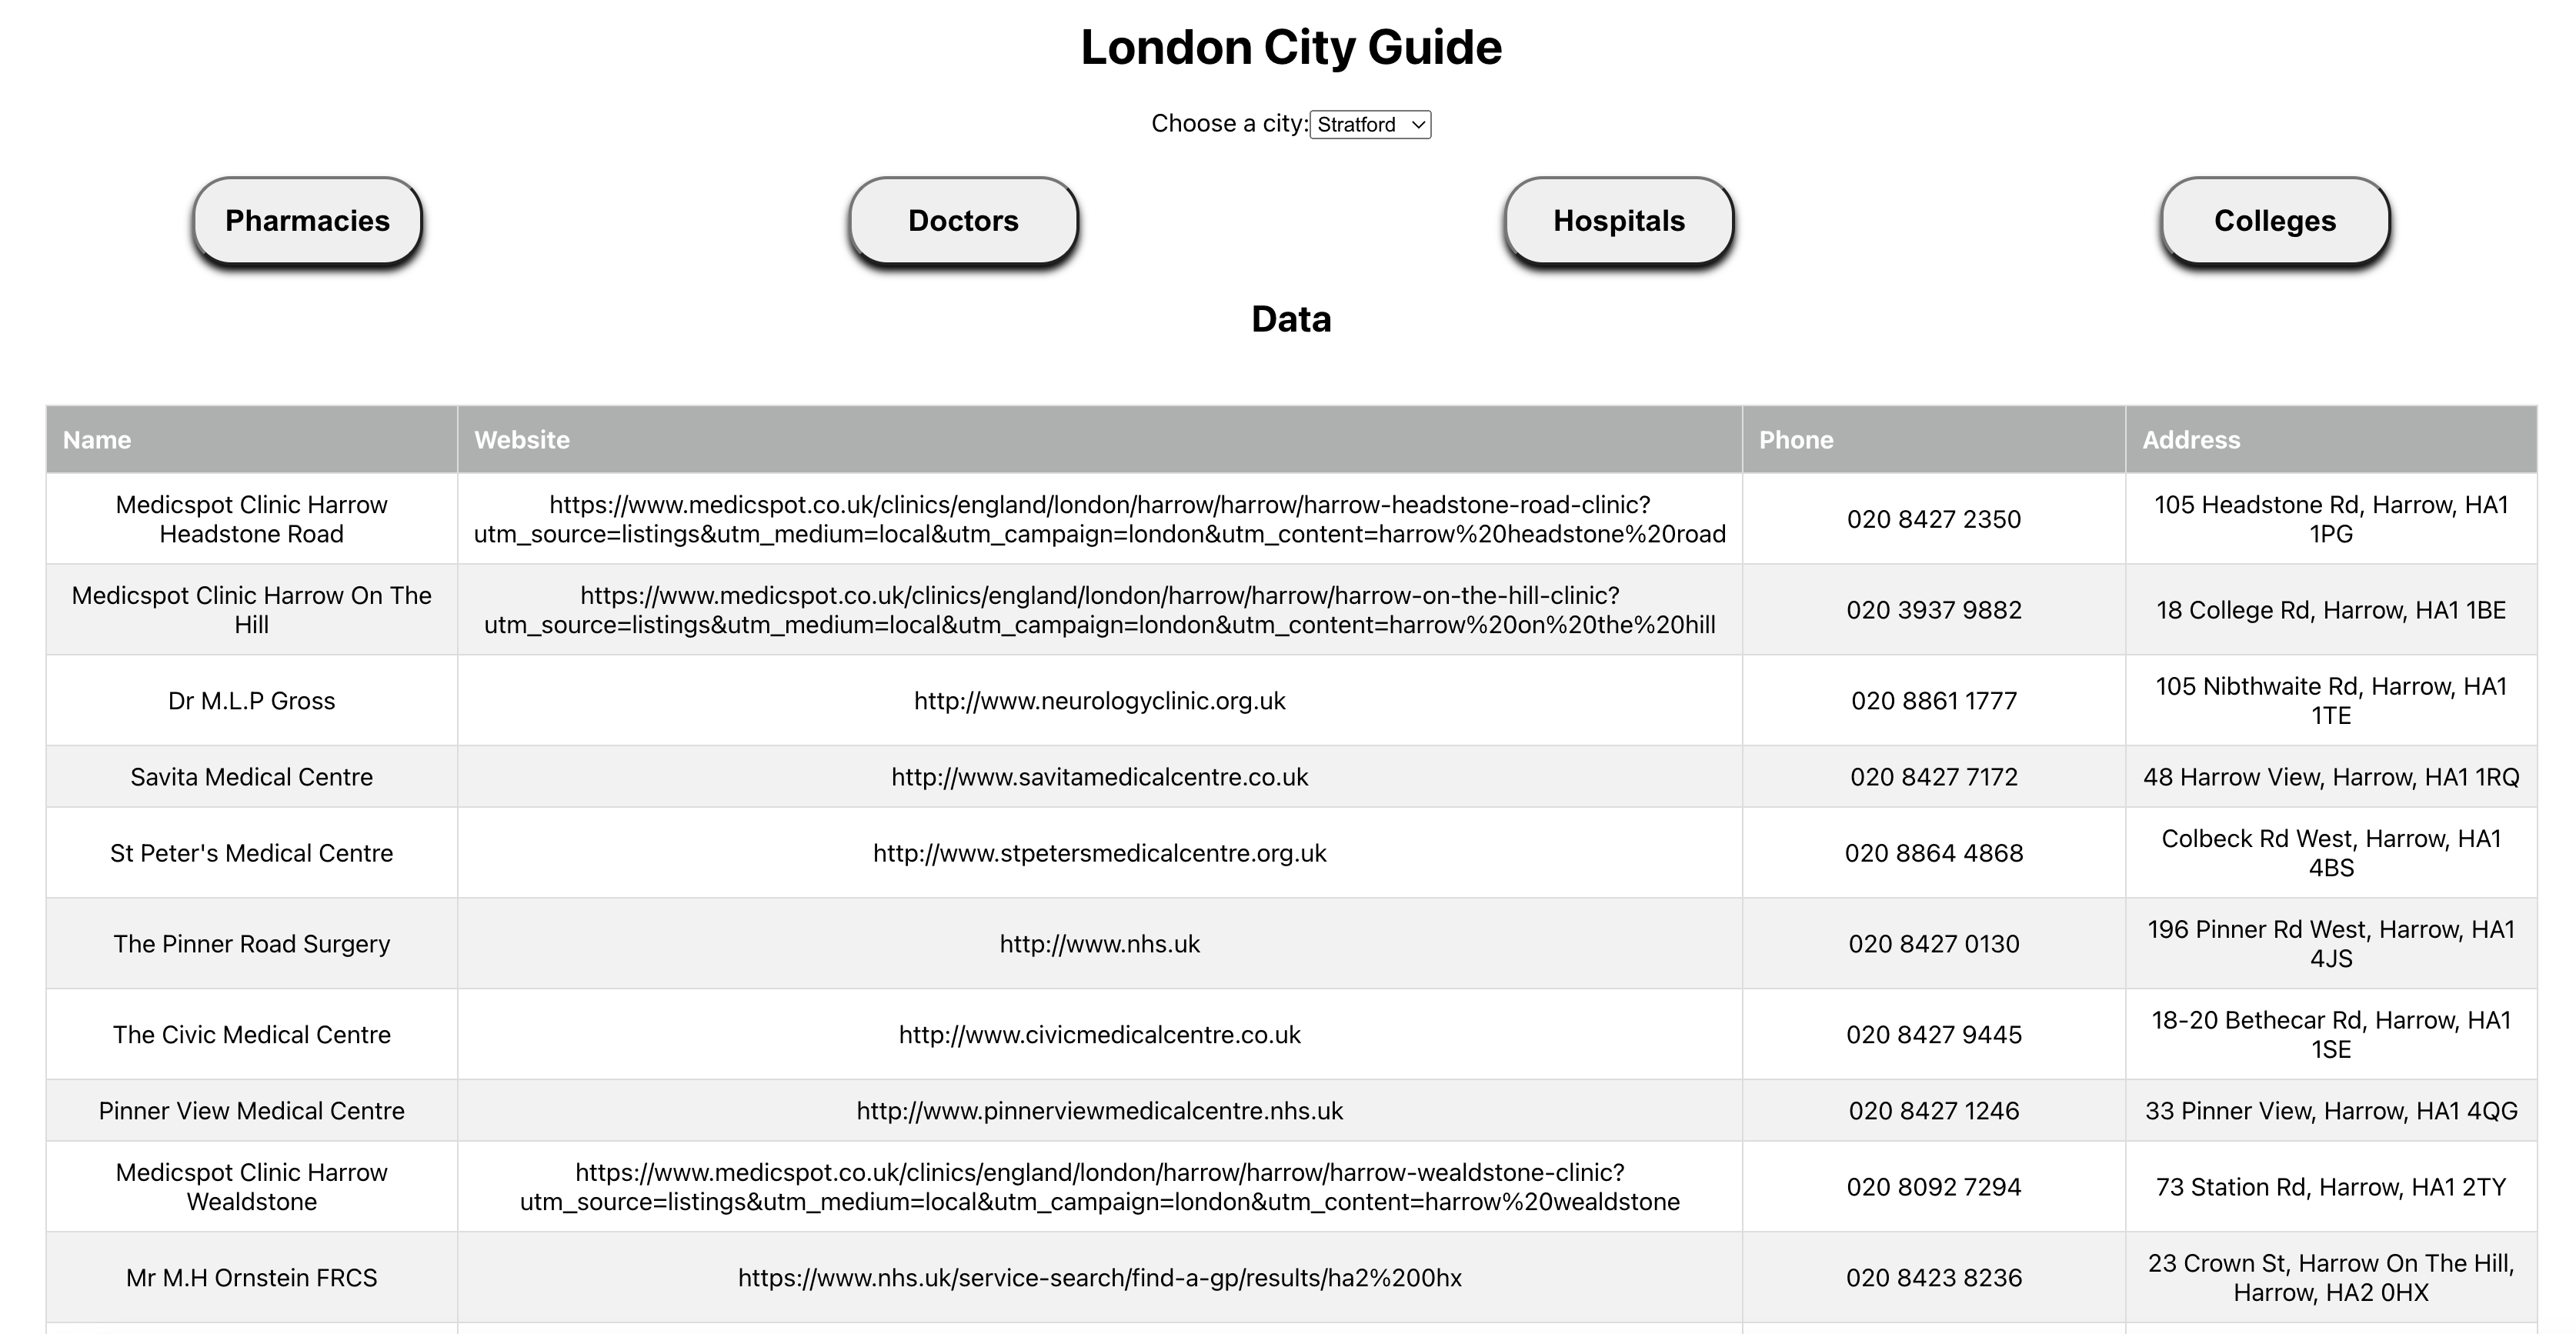 London City Guide
Choose a city: Stratford
Pharmacies
Doctors
Hospitals
Colleges
Data
Name Website Phone Address
Medicspot Clinic Harrow
Headstone Road
https://www.medicspot.co.uk/clinics/england/london/harrow/harrow/harrow-headstone-road-clinic?
utm_source=listings&utm_medium=local&utm_campaign=london&utm_content=harrow%20headstone%20road
020 8427 2350
105 Headstone Rd, Harrow, HA1
1PG
Medicspot Clinic Harrow On The
Hill
https://www.medicspot.co.uk/clinics/england/london/harrow/harrow/harrow-on-the-hill-clinic?
utm_source=listings&utm_medium=local&utm_campaign=london&utm_content=harrow%20on%20the%20hill
020 3937 9882
18 College Rd, Harrow, HA1 1BE
Dr M.L.P Gross
http://www.neurologyclinic.org.uk
020 8861 1777
105 Nibthwaite Rd, Harrow, HA1
1TE
Savita Medical Centre
http://www.savitamedicalcentre.co.uk
020 8427 7172
48 Harrow View, Harrow, HA1 1RQ
St Peter's Medical Centre
http://www.stpetersmedicalcentre.org.uk
020 8864 4868
Colbeck Rd West, Harrow, HA1
4BS
The Pinner Road Surgery
http://www.nhs.uk
020 8427 0130
196 Pinner Rd West, Harrow, HA1
4JS
The Civic Medical Centre
http://www.civicmedicalcentre.co.uk
020 8427 9445
18-20 Bethecar Rd, Harrow, HA1
1SE
Pinner View Medical Centre
http://www.pinnerviewmedicalcentre.nhs.uk
020 8427 1246
33 Pinner View, Harrow, HA1 4QG
Medicspot Clinic Harrow
Wealdstone
https://www.medicspot.co.uk/clinics/england/london/harrow/harrow/harrow-wealdstone-clinic?
utm_source=listings&utm_medium=local&utm_campaign=london&utm_content=harrow%20wealdstone
020 8092 7294
73 Station Rd, Harrow, HA1 2TY
Mr M.H Ornstein FRCS
https://www.nhs.uk/service-search/find-a-gp/results/ha2%200hx
020 8423 8236
23 Crown St, Harrow On The Hill,
Harrow, HA2 0HX